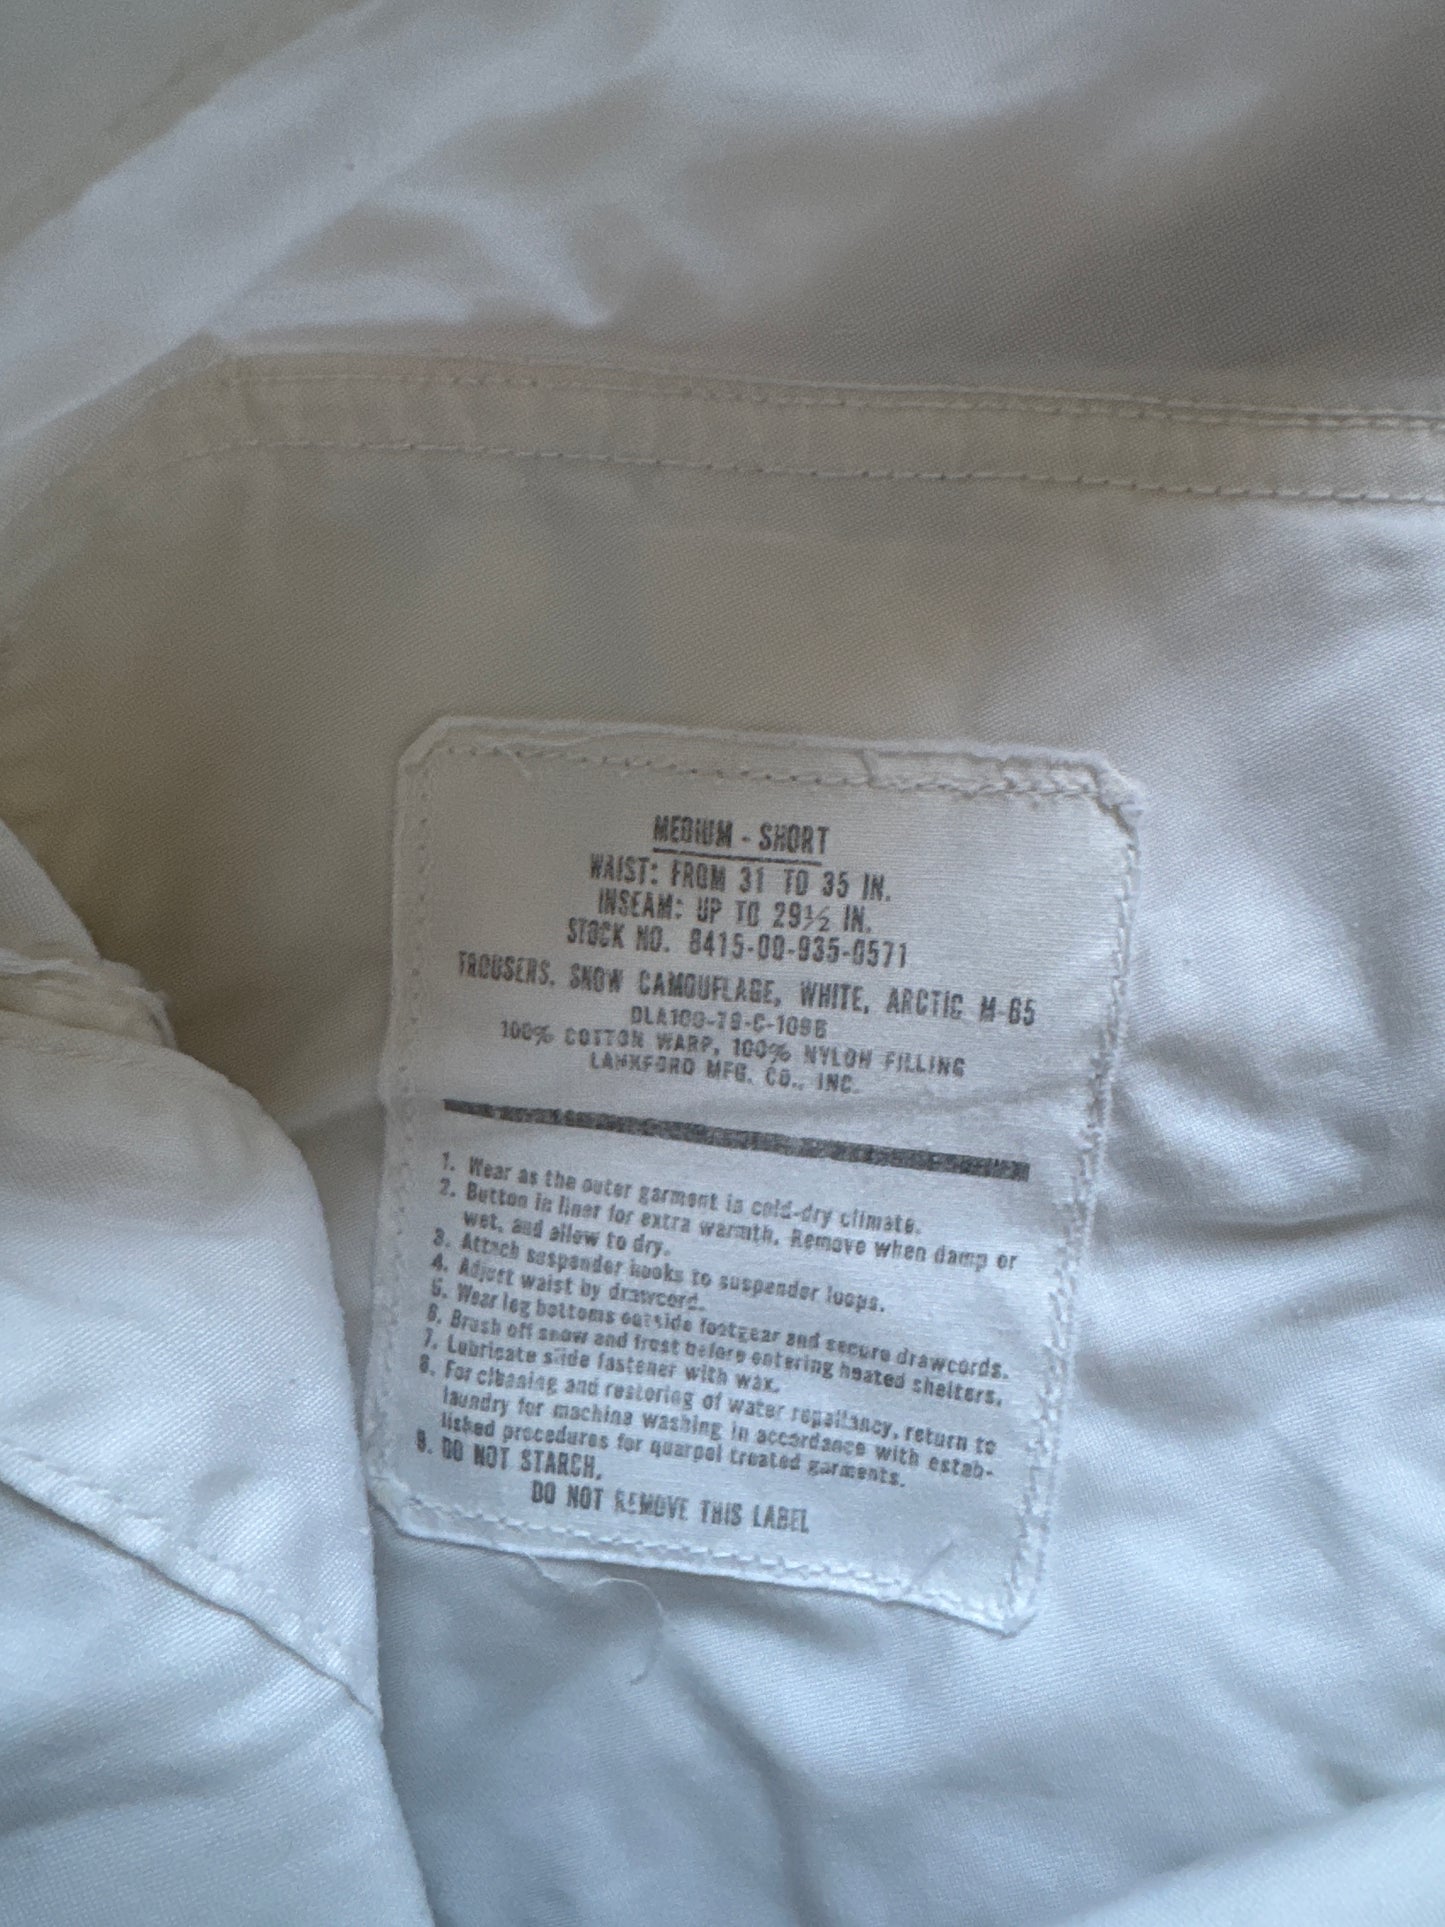 MEDIUM - SHORT
WAIST: FROM 31 TO 35 IN.
INSEAM: UP TO 29½ IN.
STOCK NO. 8415-00-935-0571
TROUSERS, SNOW CAMOUFLAGE, WHITE, ARCTIC M-65
100% COTTON WARP, 100% NYLON FILLING
LANKFORD MFG. CO., INC.
1. Wear as the outer garment in cold-dry climate.
2. Button in liner for extra warmth. Remove when damp or
wet, and allow to dry.
3. Attach suspender hooks to suspender loops.
4. Adjust waist by drawcord.
5. Wear leg bottoms outside footgear and secure drawcords.
6. Brush off snow and frost before entering heated shelters.
7. Lubricate slide fastener with wax.
8. For cleaning and restoring of water repellancy, return to
laundry for machine washing in accordance with estab-
lished procedures for quarpel treated garments.
9. DO NOT STARCH.
DO NOT REMOVE THIS LABEL